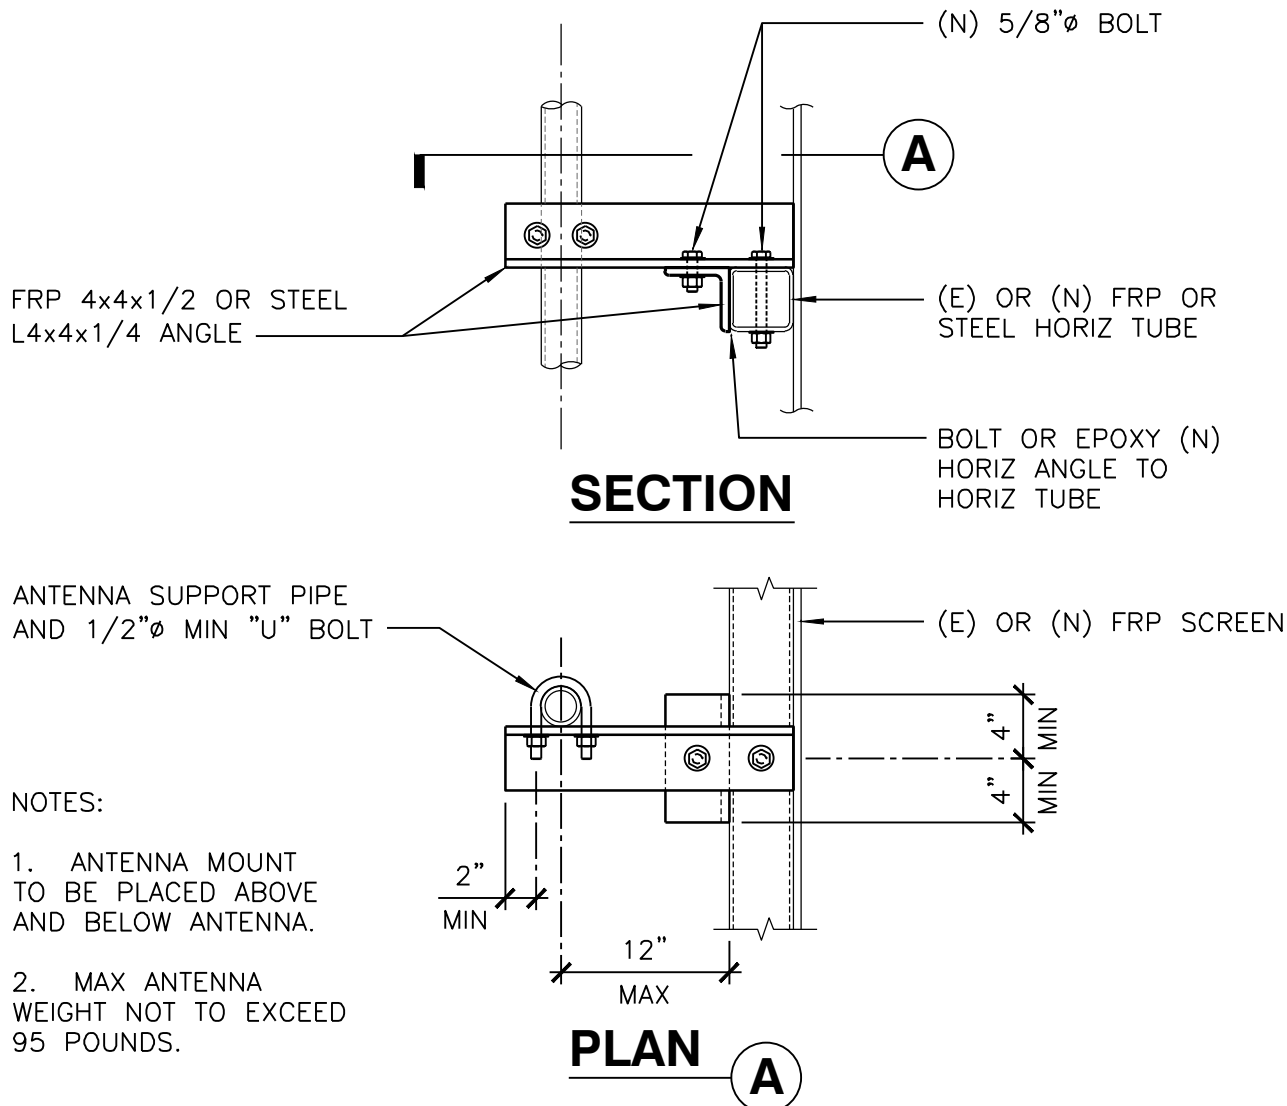 (N) 5/8"ø BOLT
A
FRP 4x4x1/2 OR STEEL
L4x4x1/4 ANGLE
(E) OR (N) FRP OR
STEEL HORIZ TUBE
BOLT OR EPOXY (N)
HORIZ ANGLE TO
HORIZ TUBE
SECTION
ANTENNA SUPPORT PIPE
AND 1/2"ø MIN "U" BOLT
(E) OR (N) FRP SCREEN
4"
MIN
4"
MIN
NOTES:
1. ANTENNA MOUNT
TO BE PLACED ABOVE
AND BELOW ANTENNA.
2. MAX ANTENNA
WEIGHT NOT TO EXCEED
95 POUNDS.
2"
MIN
12"
MAX
PLAN
A